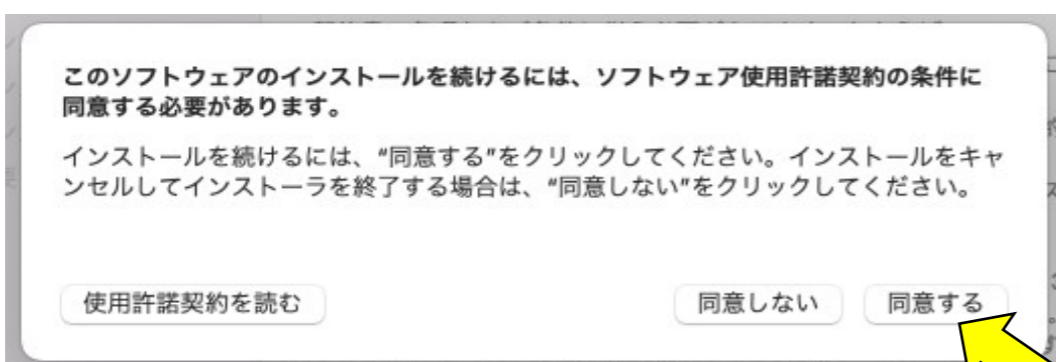 このソフトウェアのインストールを続けるには、ソフトウェア使用許諾契約の条件に
同意する必要があります。
インストールを続けるには、“同意する”をクリックしてください。インストールをキャ
ンセルしてインストーラを終了する場合は、“同意しない”をクリックしてください。
使用許諾契約を読む
同意しない
同意する